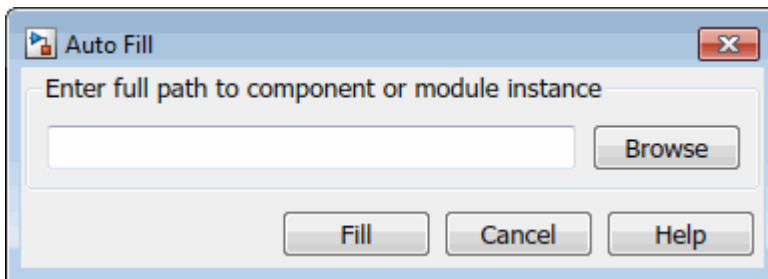 Auto Fill
Enter full path to component or module instance
Browse
Fill Cancel Help